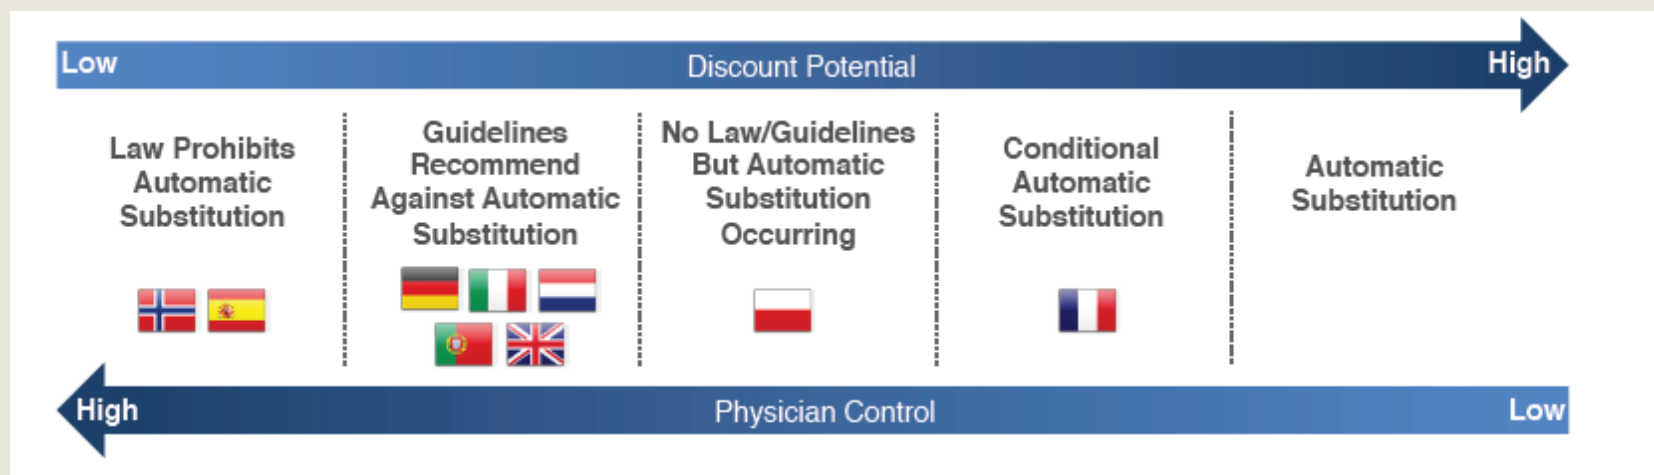 Low Discount Potential High
Law Prohibits
Automatic
Substitution
Guidelines
Recommend
Against Automatic
Substitution
No Law/Guidelines
But Automatic
Substitution
Occurring
Conditional
Automatic
Substitution
Automatic
Substitution
High Physician Control Low